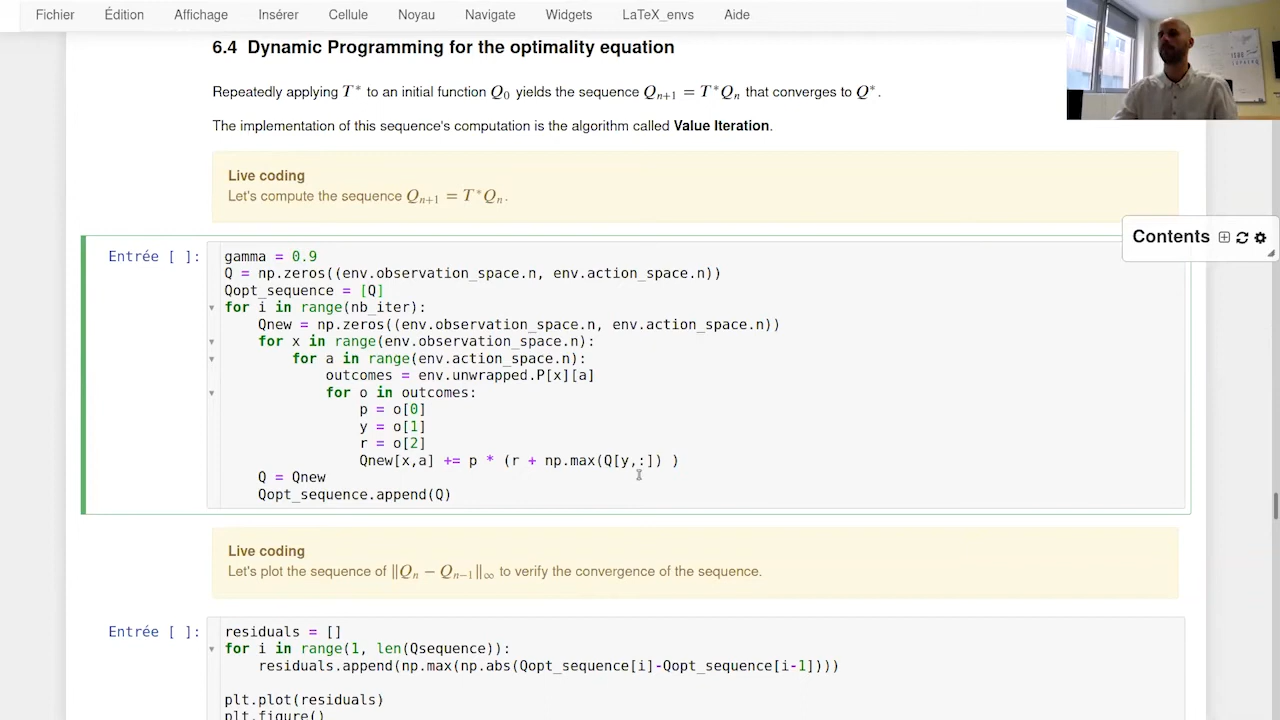 Fichier Édition Affichage Insérer Cellule Noyau Navigate Widgets LaTeX_envs Aide
6.4 Dynamic Programming for the optimality equation
Repeatedly applying T* to an initial function Q0 yields the sequence Qn+1 = T*Qn that converges to Q*.
The implementation of this sequence's computation is the algorithm called Value Iteration.
Live coding
Let's compute the sequence Qn+1 = T*Qn.
Contents
Entrée [ ]:
gamma = 0.9
Q = np.zeros((env.observation_space.n, env.action_space.n))
Qopt_sequence = [Q]
for i in range(nb_iter):
    Qnew = np.zeros((env.observation_space.n, env.action_space.n))
    for x in range(env.observation_space.n):
        for a in range(env.action_space.n):
            outcomes = env.unwrapped.P[x][a]
            for o in outcomes:
                p = o[0]
                y = o[1]
                r = o[2]
                Qnew[x,a] += p * (r + np.max(Q[y,:]) )
    Q = Qnew
    Qopt_sequence.append(Q)
Live coding
Let's plot the sequence of ‖Qn − Qn−1‖∞ to verify the convergence of the sequence.
Entrée [ ]:
residuals = []
for i in range(1, len(Qsequence)):
    residuals.append(np.max(np.abs(Qopt_sequence[i]-Qopt_sequence[i-1])))
plt.plot(residuals)
plt.figure()